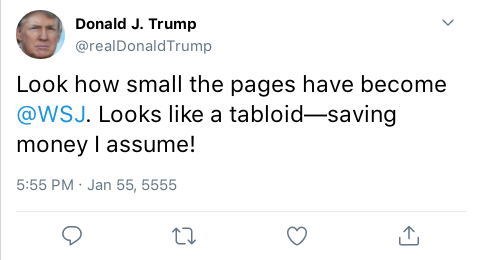 Donald J. Trump
@realDonaldTrump
Look how small the pages have become
@WSJ. Looks like a tabloid—saving
money I assume!
5:55 PM · Jan 55, 5555